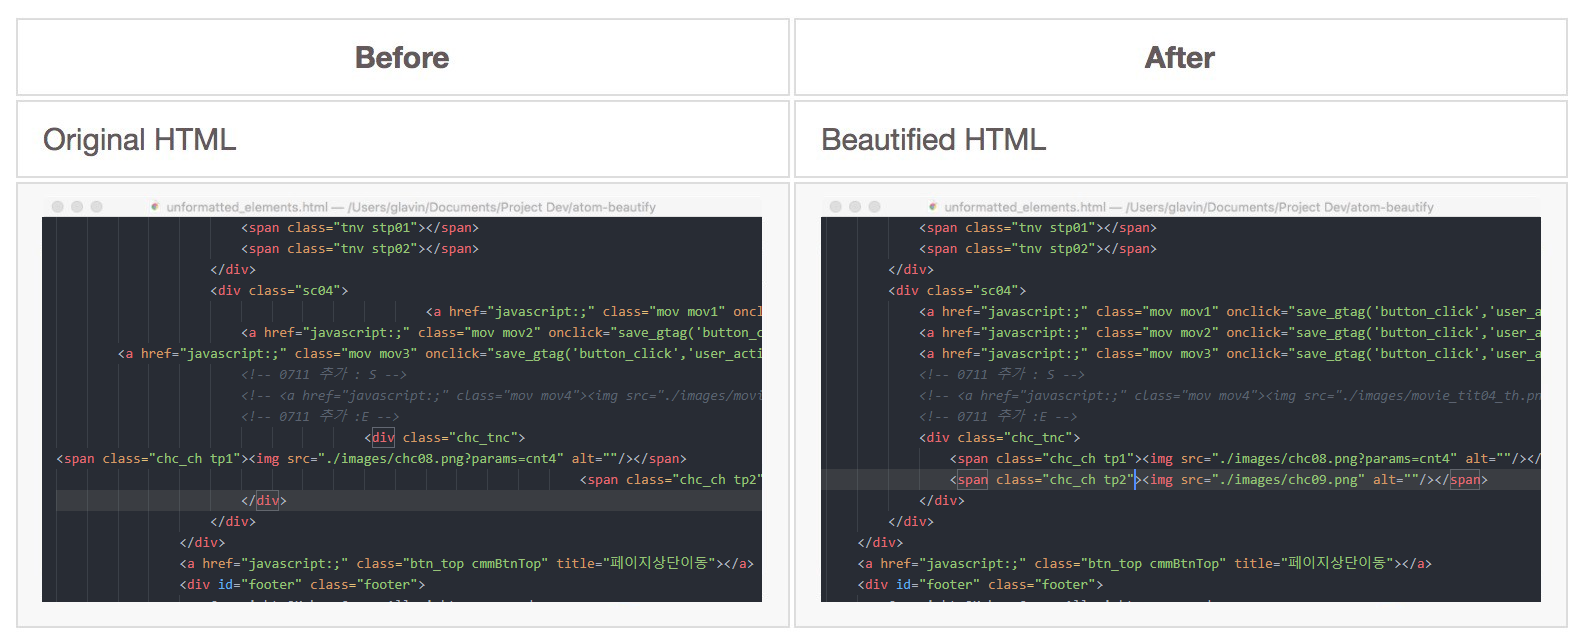 Before
After
Original HTML
Beautified HTML
unformatted_elements.html — /Users/glavin/Documents/Project Dev/atom-beautify
<span class="tnv stp01"></span>
<span class="tnv stp02"></span>
</div>
<div class="sc04">
<a href="javascript:;" class="mov mov1" oncl
<a href="javascript:;" class="mov mov2" onclick="save_gtag('button_c
<a href="javascript:;" class="mov mov3" onclick="save_gtag('button_click','user_acti
<!-- 0711 추가 : S -->
<!-- <a href="javascript:;" class="mov mov4"><img src="./images/movi
<!-- 0711 추가 :E -->
<div class="chc_tnc">
<span class="chc_ch tp1"><img src="./images/chc08.png?params=cnt4" alt=""/></span>
<span class="chc_ch tp2"
</div>
</div>
</div>
<a href="javascript:;" class="btn_top cmmBtnTop" title="페이지상단이동"></a>
<div id="footer" class="footer">
unformatted_elements.html — /Users/glavin/Documents/Project Dev/atom-beautify
<span class="tnv stp01"></span>
<span class="tnv stp02"></span>
</div>
<div class="sc04">
<a href="javascript:;" class="mov mov1" onclick="save_gtag('button_click','user_a
<a href="javascript:;" class="mov mov2" onclick="save_gtag('button_click','user_a
<a href="javascript:;" class="mov mov3" onclick="save_gtag('button_click','user_a
<!-- 0711 추가 : S -->
<!-- <a href="javascript:;" class="mov mov4"><img src="./images/movie_tit04_th.pn
<!-- 0711 추가 :E -->
<div class="chc_tnc">
<span class="chc_ch tp1"><img src="./images/chc08.png?params=cnt4" alt=""/></
<span class="chc_ch tp2"><img src="./images/chc09.png" alt=""/></span>
</div>
</div>
</div>
<a href="javascript:;" class="btn_top cmmBtnTop" title="페이지상단이동"></a>
<div id="footer" class="footer">